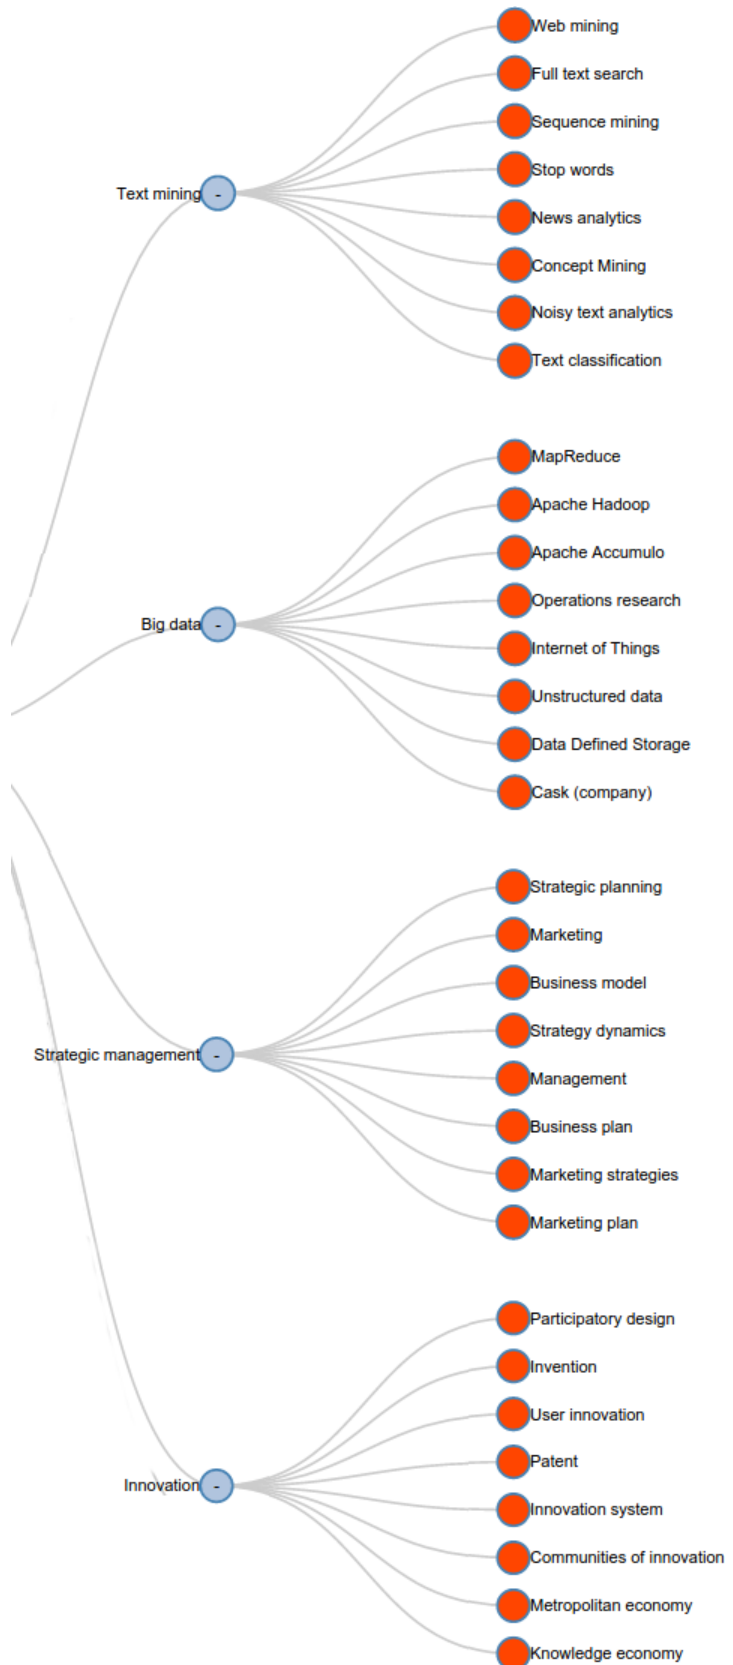 Web mining
Full text search
Sequence mining
Stop words
Text mining -
News analytics
Concept Mining
Noisy text analytics
Text classification
MapReduce
Apache Hadoop
Apache Accumulo
Operations research
Big data -
Internet of Things
Unstructured data
Data Defined Storage
Cask (company)
Strategic planning
Marketing
Business model
Strategy dynamics
Strategic management -
Management
Business plan
Marketing strategies
Marketing plan
Participatory design
Invention
User innovation
Patent
Innovation -
Innovation system
Communities of innovation
Metropolitan economy
Knowledge economy